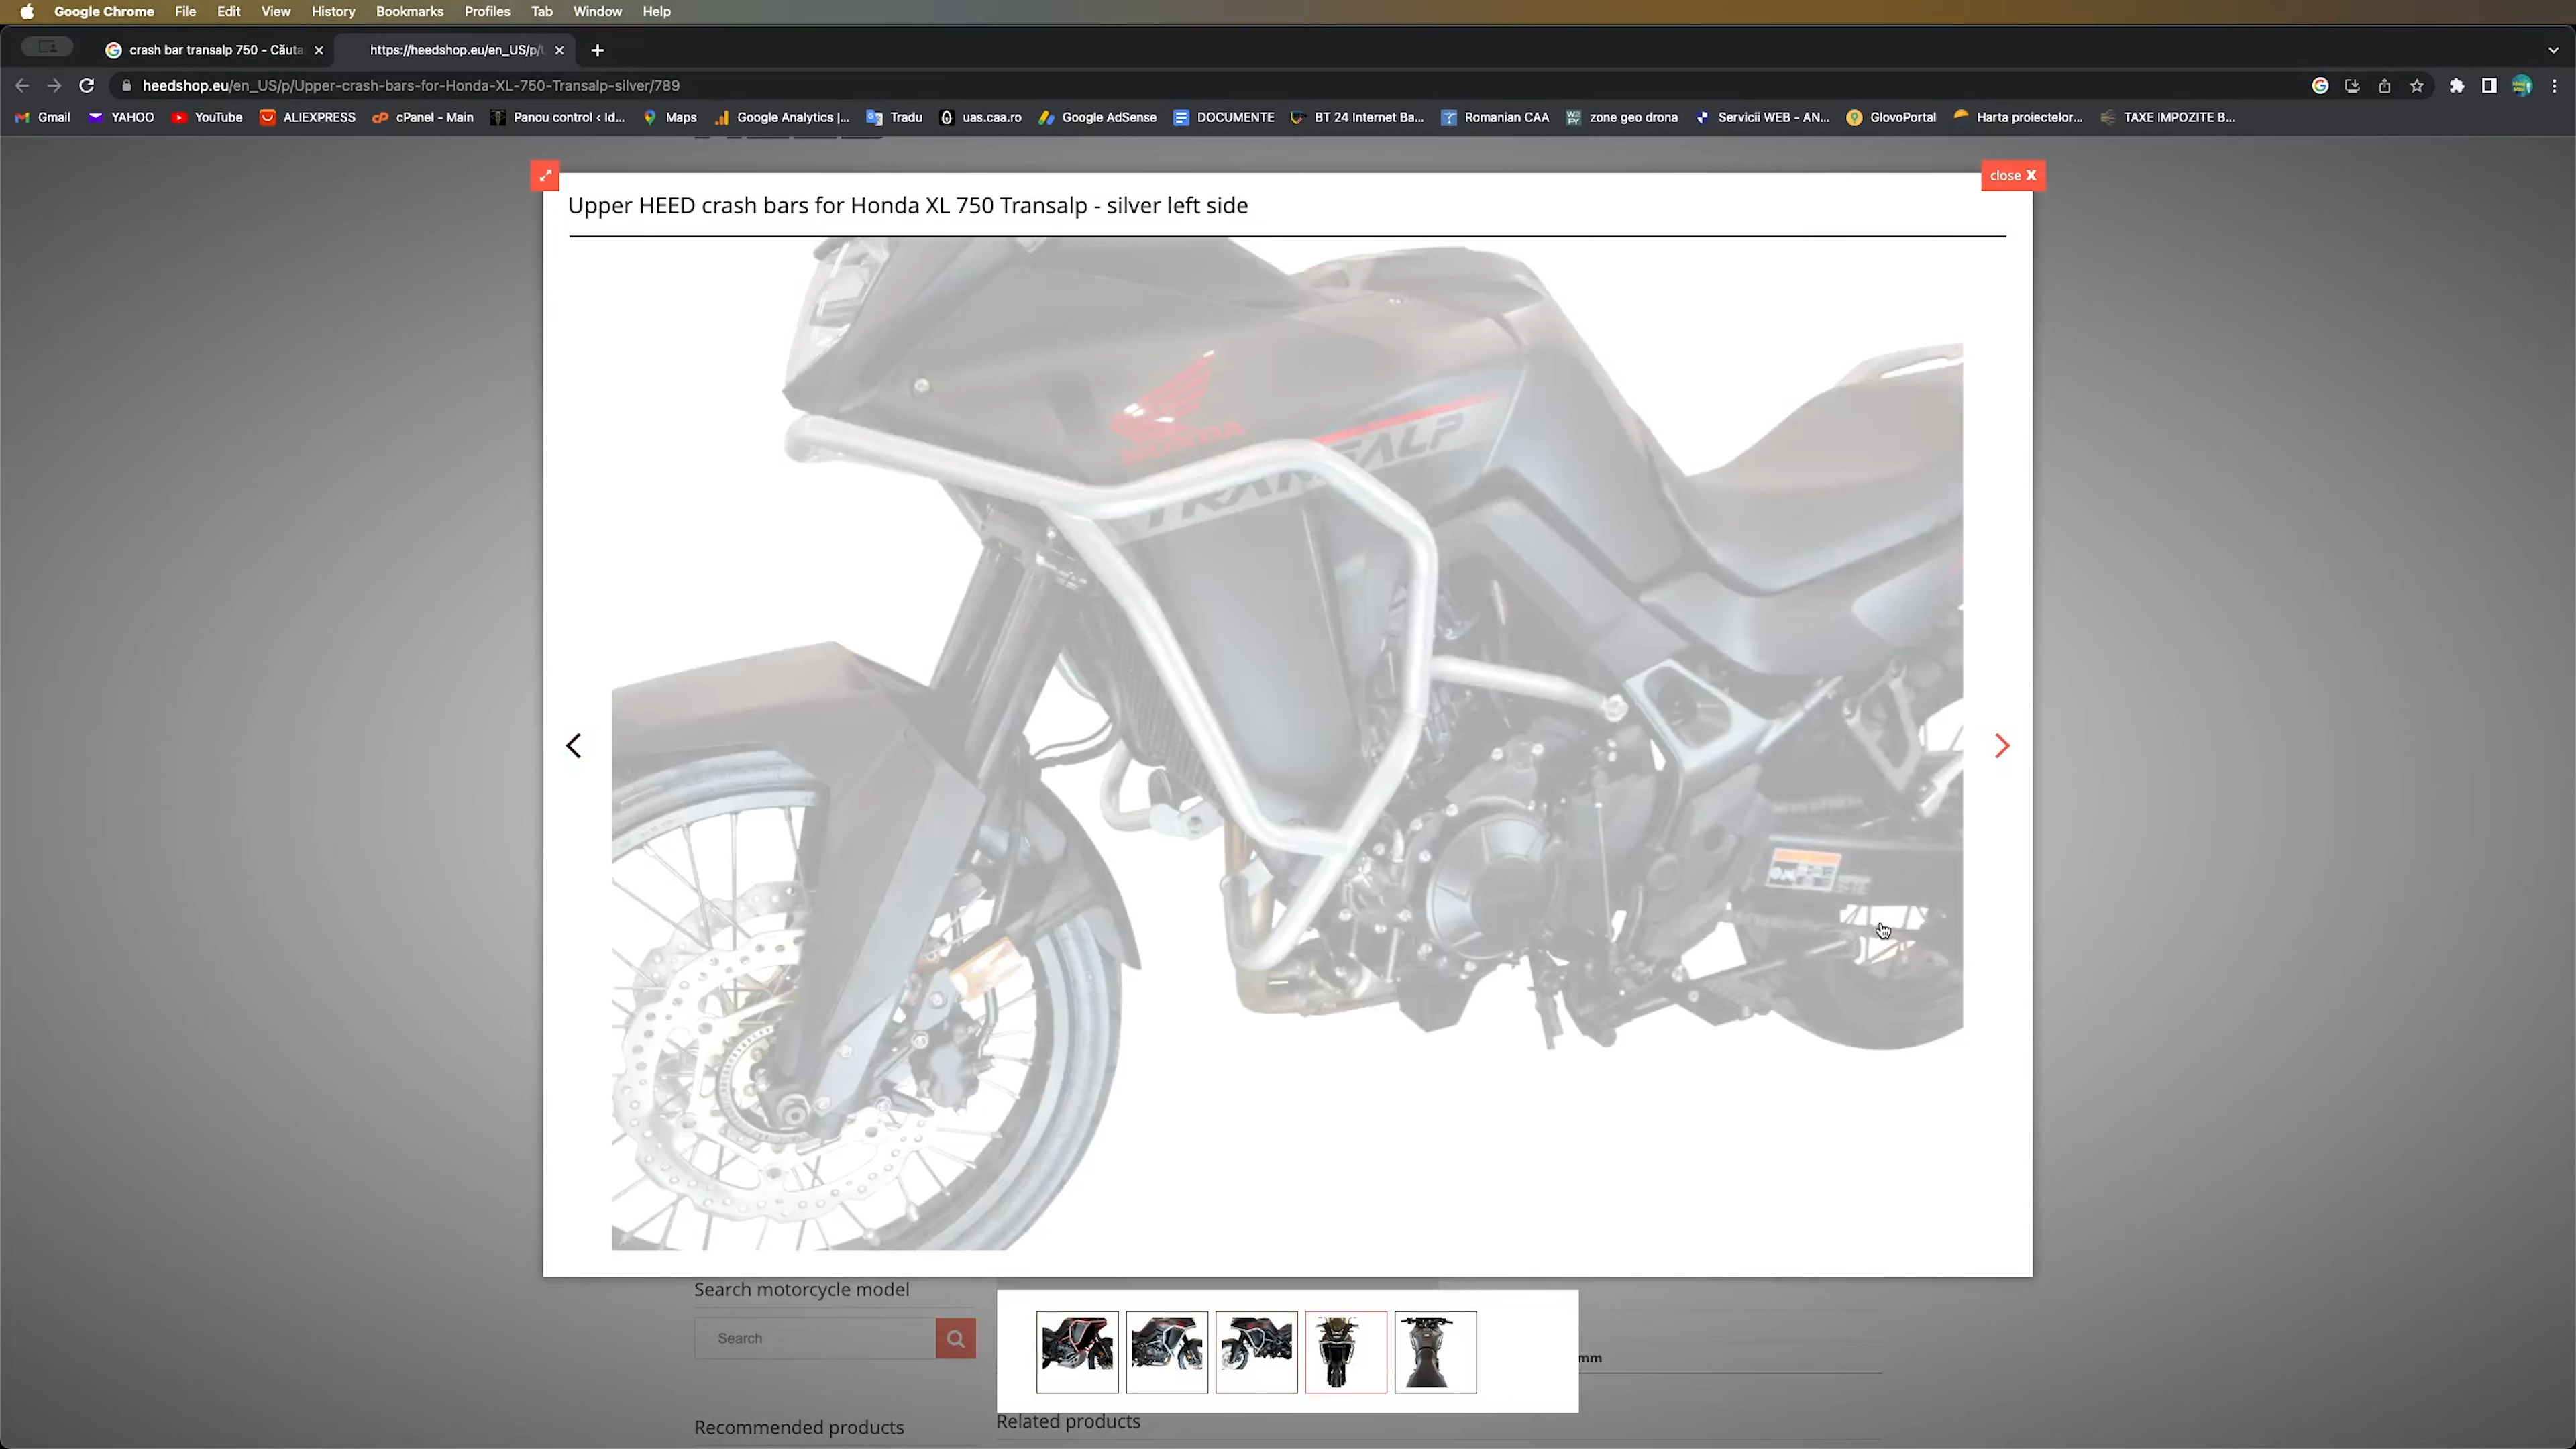 Google Chrome File Edit View History Bookmarks Profiles Tab Window Help
crash bar transalp 750 - Căuta
https://heedshop.eu/en_US/p/U
heedshop.eu/en_US/p/Upper-crash-bars-for-Honda-XL-750-Transalp-silver/789
Gmail YAHOO YouTube ALIEXPRESS cPanel - Main Panou control ‹ Id... Maps Google Analytics |... Tradu uas.caa.ro Google AdSense DOCUMENTE BT 24 Internet Ba... Romanian CAA zone geo drona Servicii WEB - AN... GlovoPortal Harta proiectelor... TAXE IMPOZITE B...
close X
Upper HEED crash bars for Honda XL 750 Transalp - silver left side
HONDA
TRANSALP
Search motorcycle model
Search
mm
Recommended products
Related products